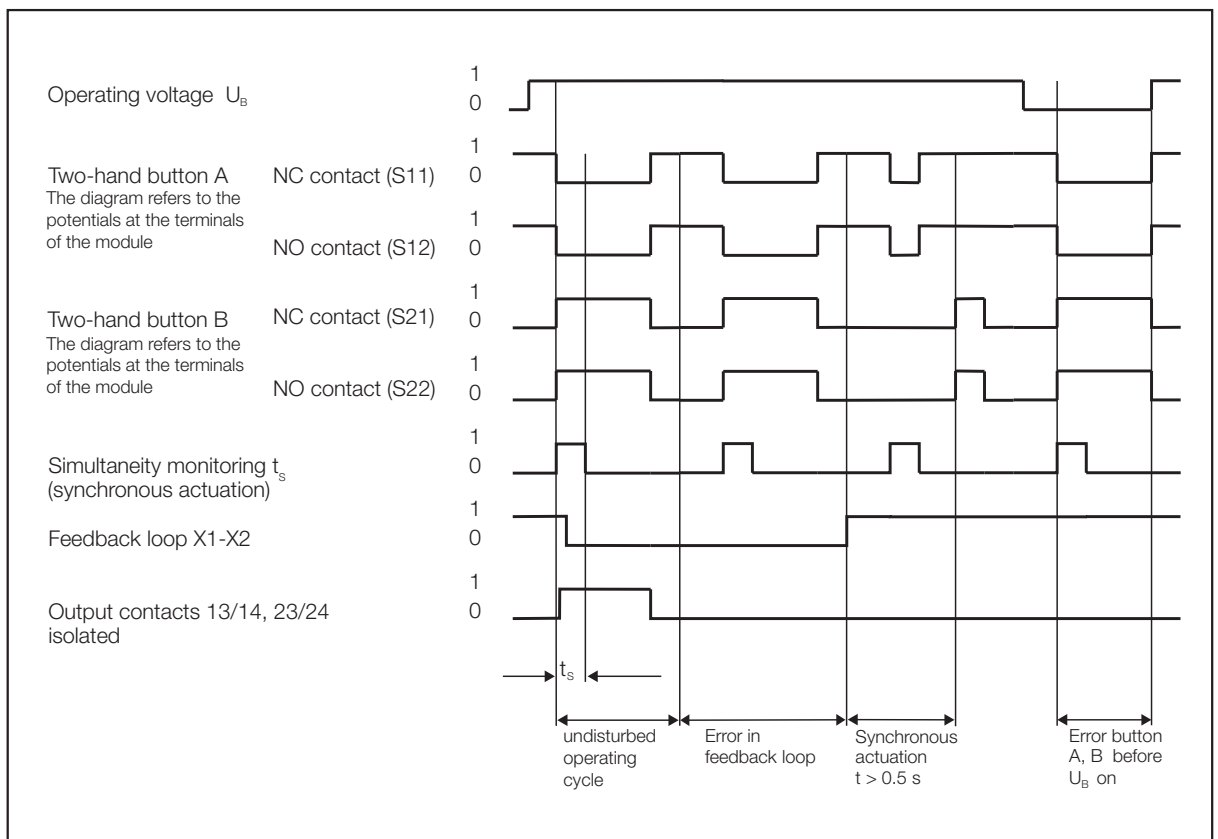 1
Operating voltage U_B
0
1
Two-hand button A NC contact (S11)
0
The diagram refers to the
potentials at the terminals
of the module
1
NO contact (S12)
0
1
Two-hand button B NC contact (S21)
0
The diagram refers to the
potentials at the terminals
of the module
1
NO contact (S22)
0
1
Simultaneity monitoring t_s
0
(synchronous actuation)
1
Feedback loop X1-X2
0
1
Output contacts 13/14, 23/24
0
isolated
t_s
undisturbed
operating
cycle
Error in
feedback loop
Synchronous
actuation
t > 0.5 s
Error button
A, B before
U_B on